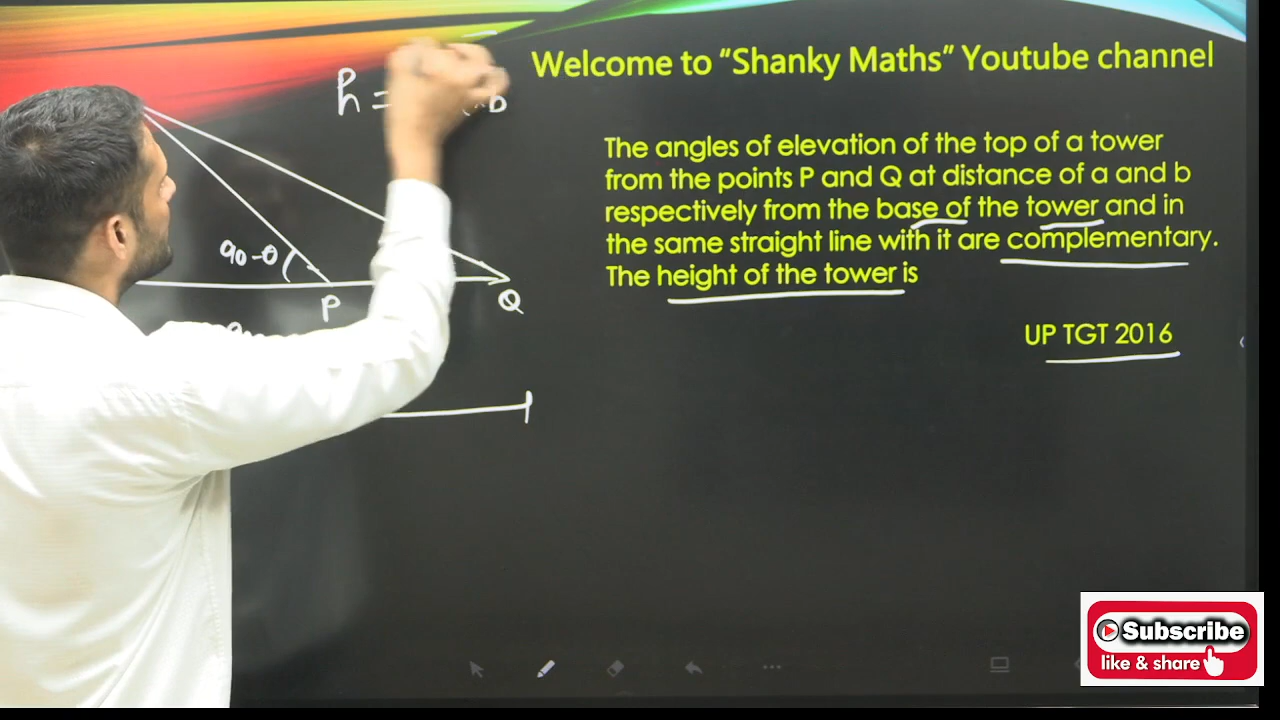 Welcome to “Shanky Maths” Youtube channel
h = b
The angles of elevation of the top of a tower
from the points P and Q at distance of a and b
respectively from the base of the tower and in
the same straight line with it are complementary.
The height of the tower is
90-θ
P
Q
UP TGT 2016
Subscribe
like & share